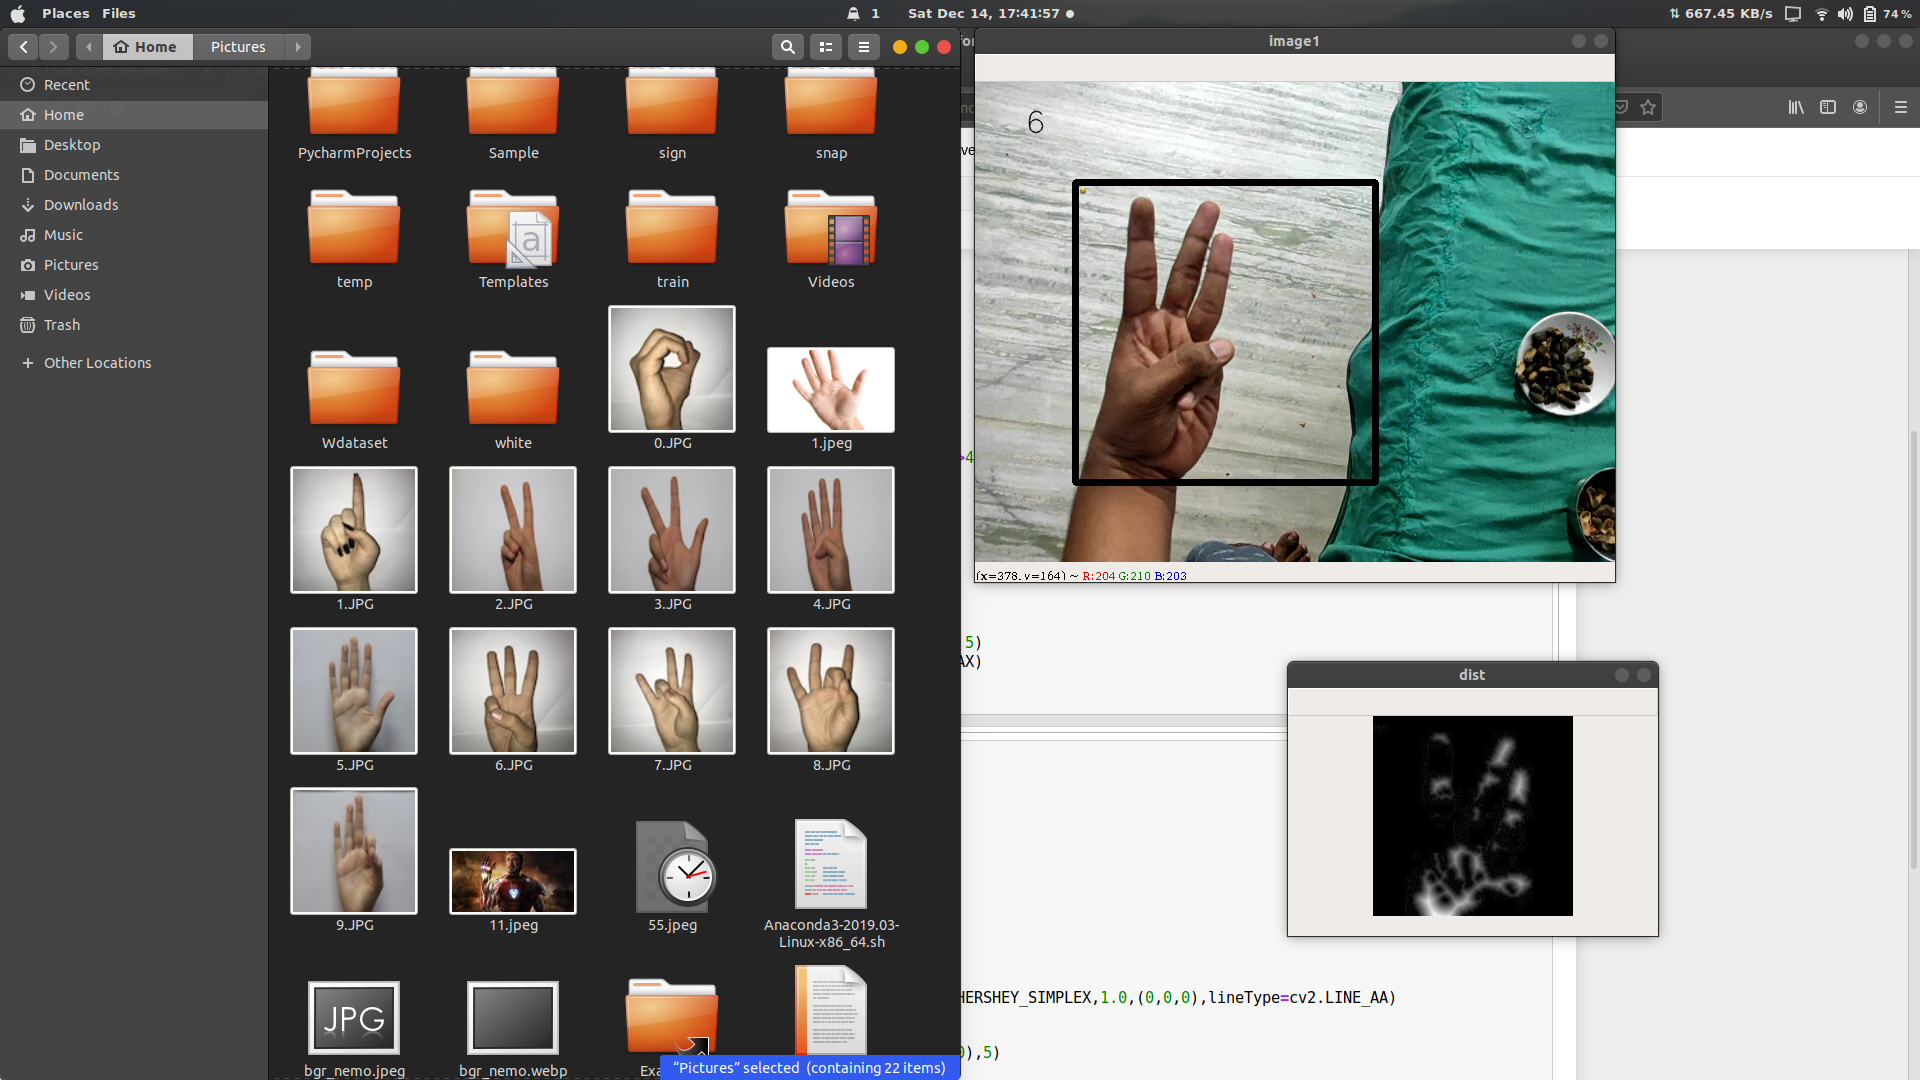 Places Files
1
Sat Dec 14, 17:41:57
667.45 KB/s
74%
Home
Pictures
Recent
Home
Desktop
Documents
Downloads
Music
Pictures
Videos
Trash
Other Locations
PycharmProjects
Sample
sign
snap
temp
Templates
train
Videos
Wdataset
white
0.JPG
1.jpeg
1.JPG
2.JPG
3.JPG
4.JPG
5.JPG
6.JPG
7.JPG
8.JPG
9.JPG
11.jpeg
55.jpeg
Anaconda3-2019.03-
Linux-x86_64.sh
JPG
bgr_nemo.jpeg
bgr_nemo.webp
Exa
“Pictures” selected (containing 22 items)
image1
6
(x=378, y=164) ~ R:204 G:210 B:203
ve
>4
5)
AX)
dist
HERSHEY_SIMPLEX,1.0,(0,0,0),lineType=cv2.LINE_AA)
),5)